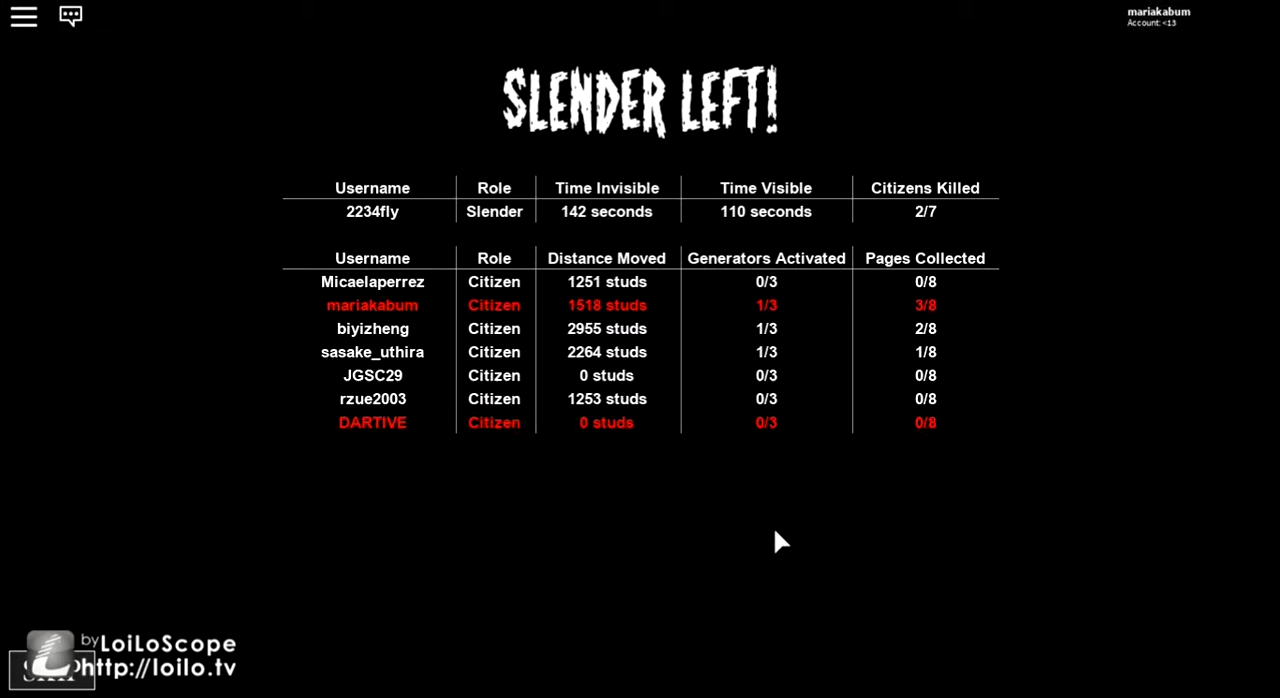 mariakabum
Account: <13
SLENDER LEFT!
Username Role Time Invisible Time Visible Citizens Killed
2234fly Slender 142 seconds 110 seconds 2/7
Username Role Distance Moved Generators Activated Pages Collected
Micaelaperrez Citizen 1251 studs 0/3 0/8
mariakabum Citizen 1518 studs 1/3 3/8
biyizheng Citizen 2955 studs 1/3 2/8
sasake_uthira Citizen 2264 studs 1/3 1/8
JGSC29 Citizen 0 studs 0/3 0/8
rzue2003 Citizen 1253 studs 0/3 0/8
DARTIVE Citizen 0 studs 0/3 0/8
by LoiLoScope
http://loilo.tv